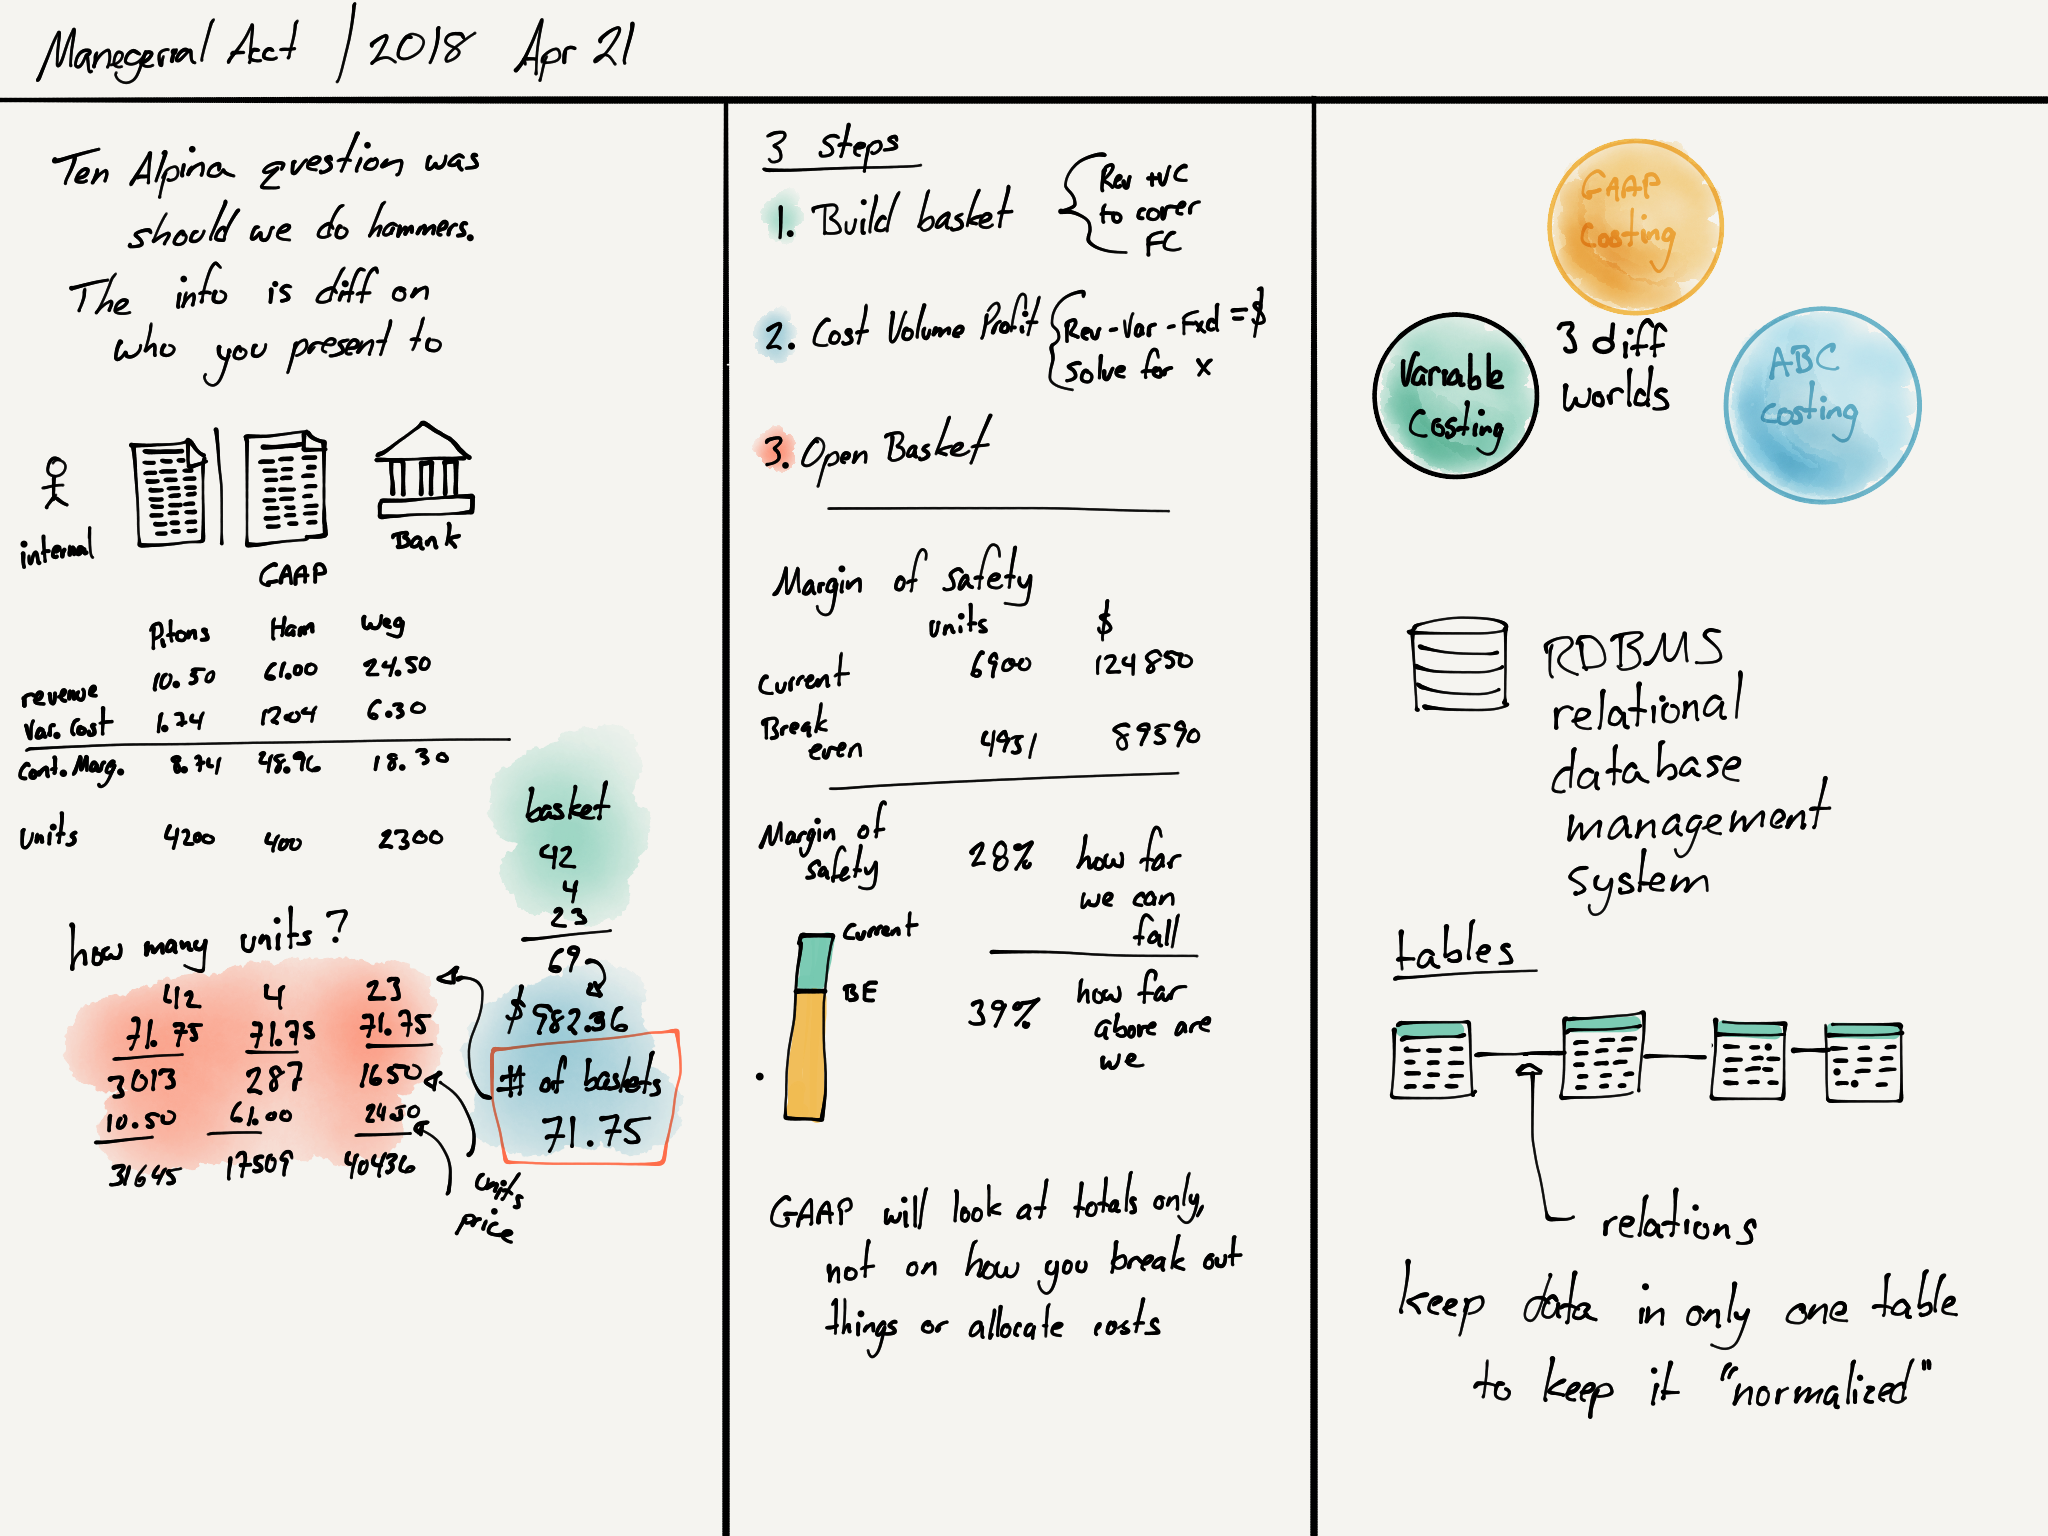 Manegerial Acct / 2018 Apr 21
Ten Alpina question was
should we do hammers.
The info is diff on
who you present to
internal
GAAP
Bank
Pitons Ham Weg
revenue 10.50 61.00 24.50
Var. Cost 1.74 12.04 6.30
Cont. Marg. 8.74 48.96 18.30
Units 4200 400 2300
basket
42
4
23
69
$982.36
# of baskets
71.75
how many units?
42 4 23
71.75 71.75 71.75
3013 287 1650
10.50 61.00 24.50
31645 17509 40436
units
price
3 Steps
1. Build basket
Rev + VC
to cover
FC
2. Cost Volume Profit
Rev - Var - Fxd = $
solve for x
3. Open Basket
Margin of safety
units $
Current 6900 124850
Break
even 4951 89590
Margin of
safety 28% how far
we can
fall
Current
BE
39% how far
above are
we
GAAP will look at totals only,
not on how you break out
things or allocate costs
GAAP
Costing
Variable
Costing
3 diff
worlds
ABC
costing
RDBMS
relational
database
management
system
tables
relations
keep data in only one table
to keep it "normalized"